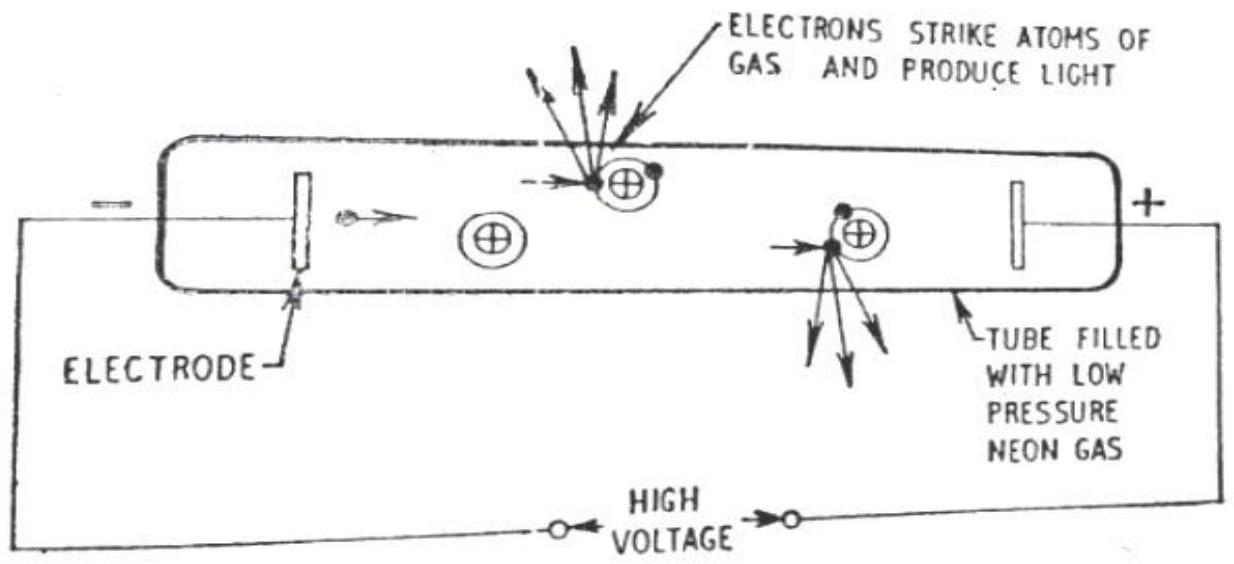 ELECTRONS STRIKE ATOMS OF
GAS AND PRODUCE LIGHT
−
+
ELECTRODE
TUBE FILLED
WITH LOW
PRESSURE
NEON GAS
HIGH
VOLTAGE